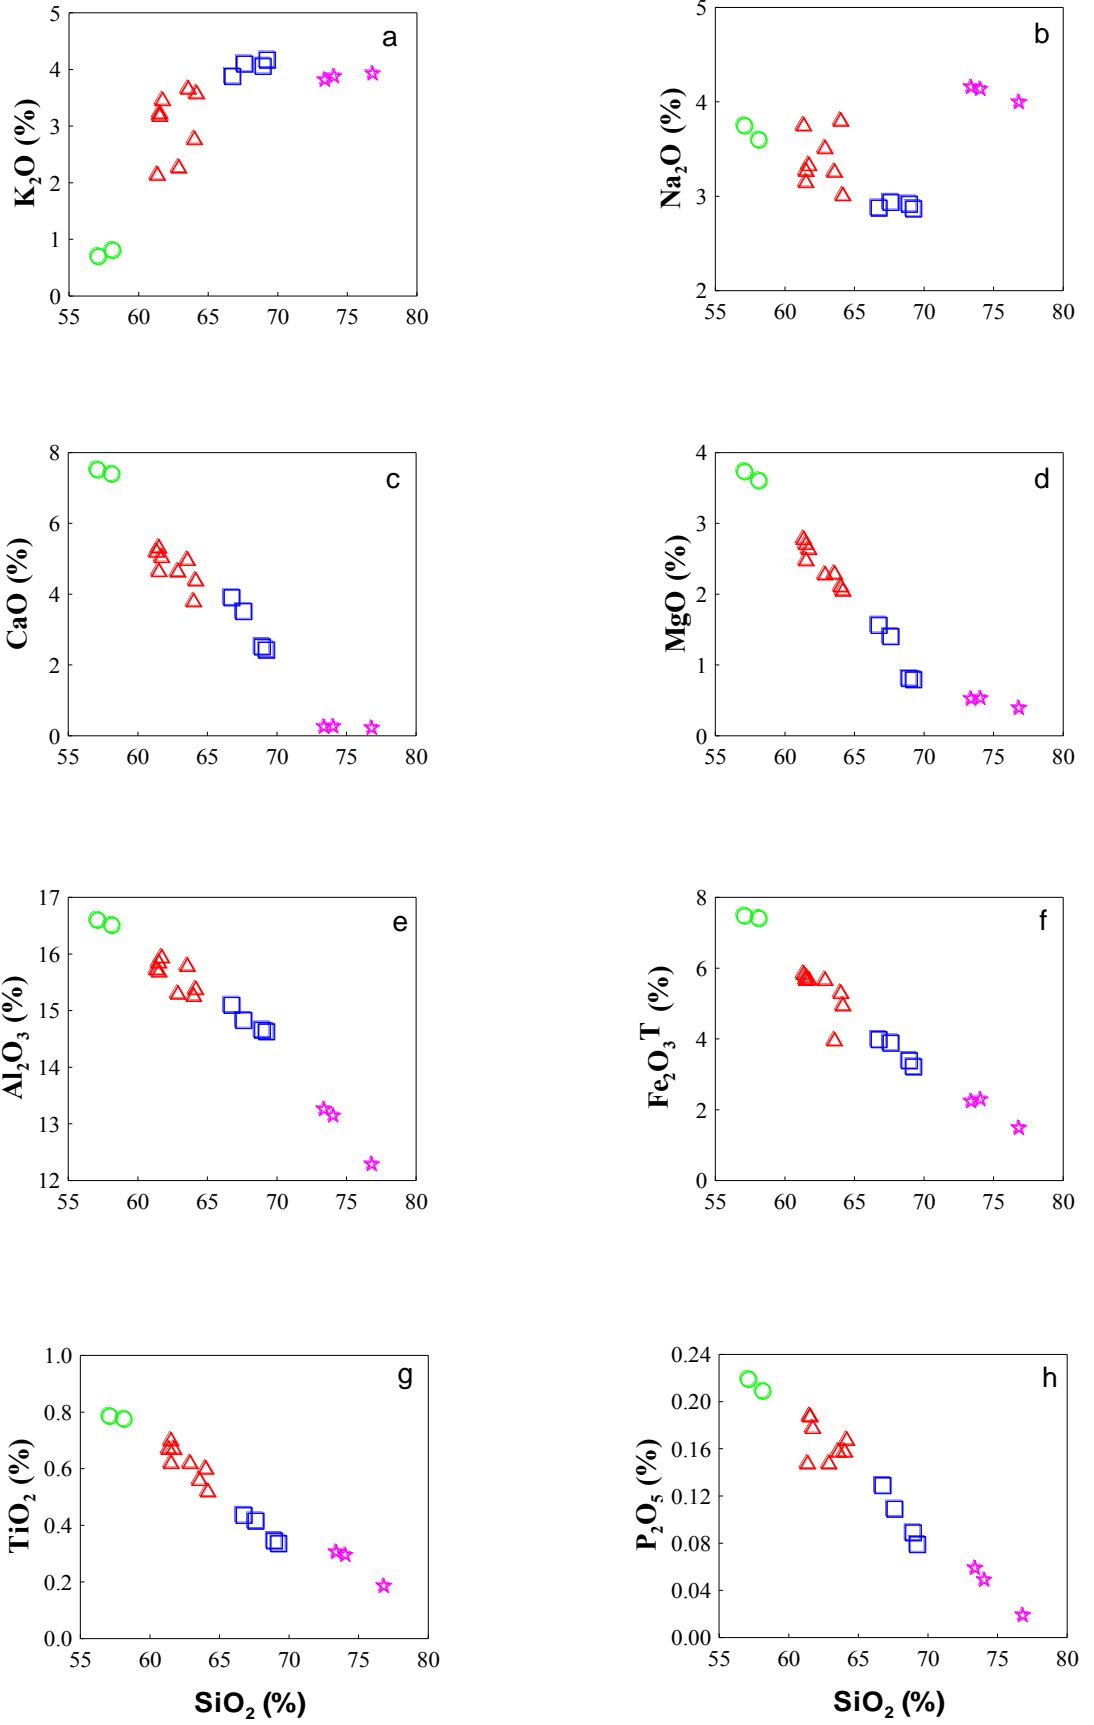 5
4
3
2
1
0
K₂O (%)
a
55 60 65 70 75 80
5
4
3
2
Na₂O (%)
b
55 60 65 70 75 80
8
6
4
2
0
CaO (%)
c
55 60 65 70 75 80
4
3
2
1
0
MgO (%)
d
55 60 65 70 75 80
17
16
15
14
13
12
Al₂O₃ (%)
e
55 60 65 70 75 80
8
6
4
2
0
Fe₂O₃T (%)
f
55 60 65 70 75 80
1.0
0.8
0.6
0.4
0.2
0.0
TiO₂ (%)
g
55 60 65 70 75 80
SiO₂ (%)
0.24
0.20
0.16
0.12
0.08
0.04
0.00
P₂O₅ (%)
h
55 60 65 70 75 80
SiO₂ (%)